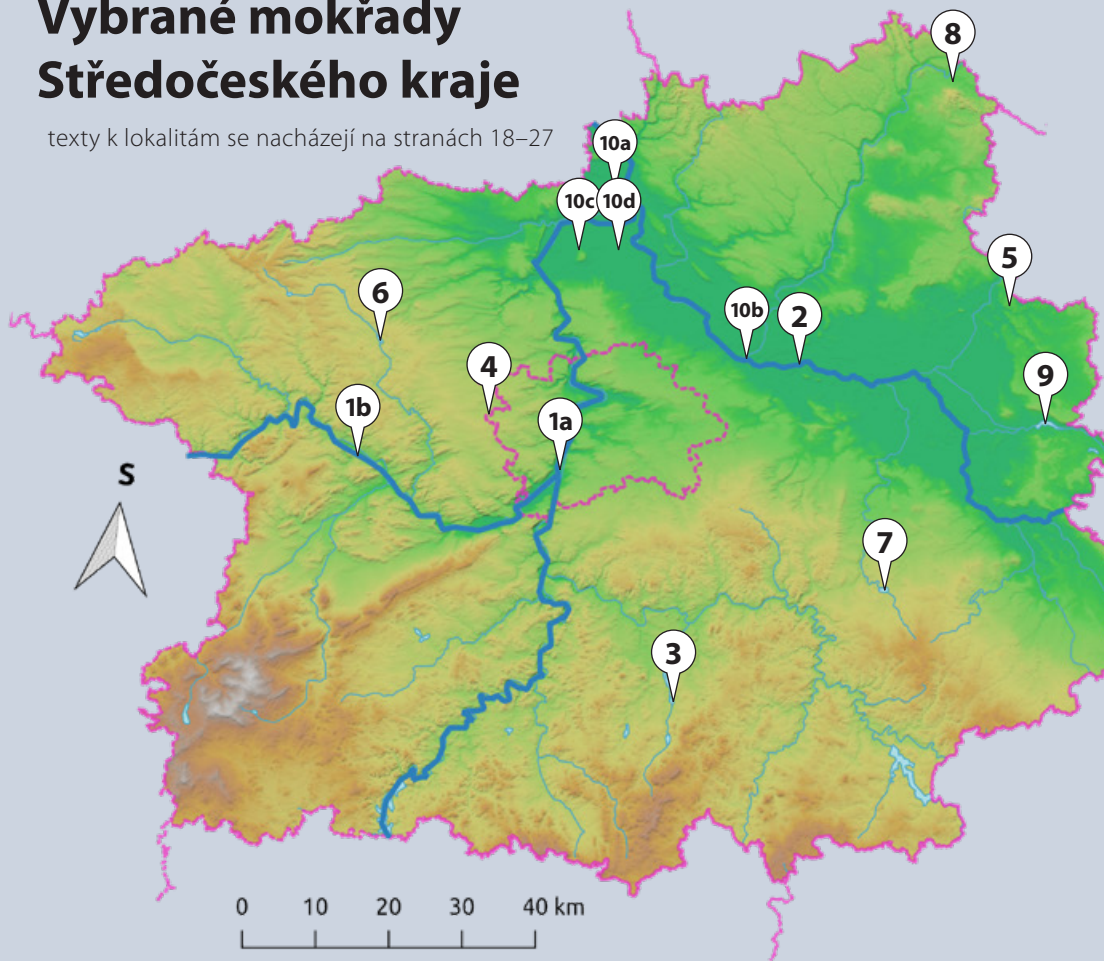 Vybrané mokřady
Středočeského kraje
texty k lokalitám se nacházejí na stranách 18–27
8
10a
10c
10d
5
6
10b
2
4
9
1b
1a
S
7
3
0 10 20 30 40 km